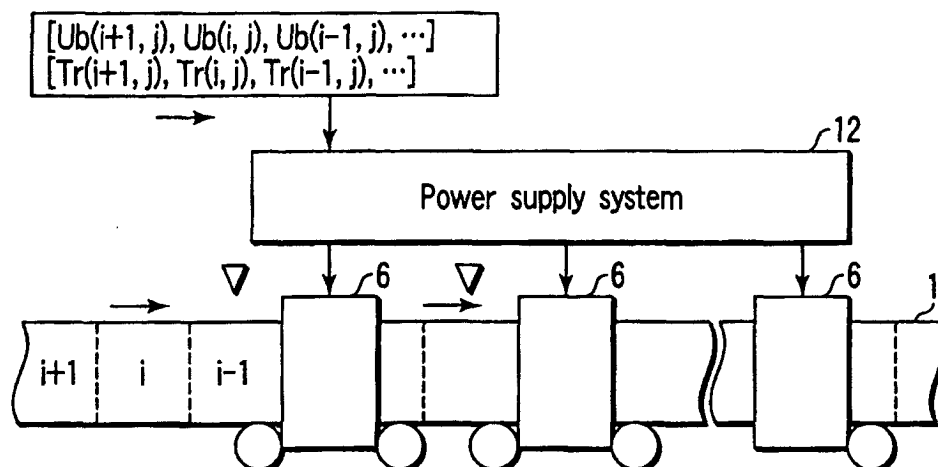 [Ub(i+1, j), Ub(i, j), Ub(i-1, j), ···]
[Tr(i+1, j), Tr(i, j), Tr(i-1, j), ···]
12
Power supply system
6
6
6
1
i+1
i
i-1